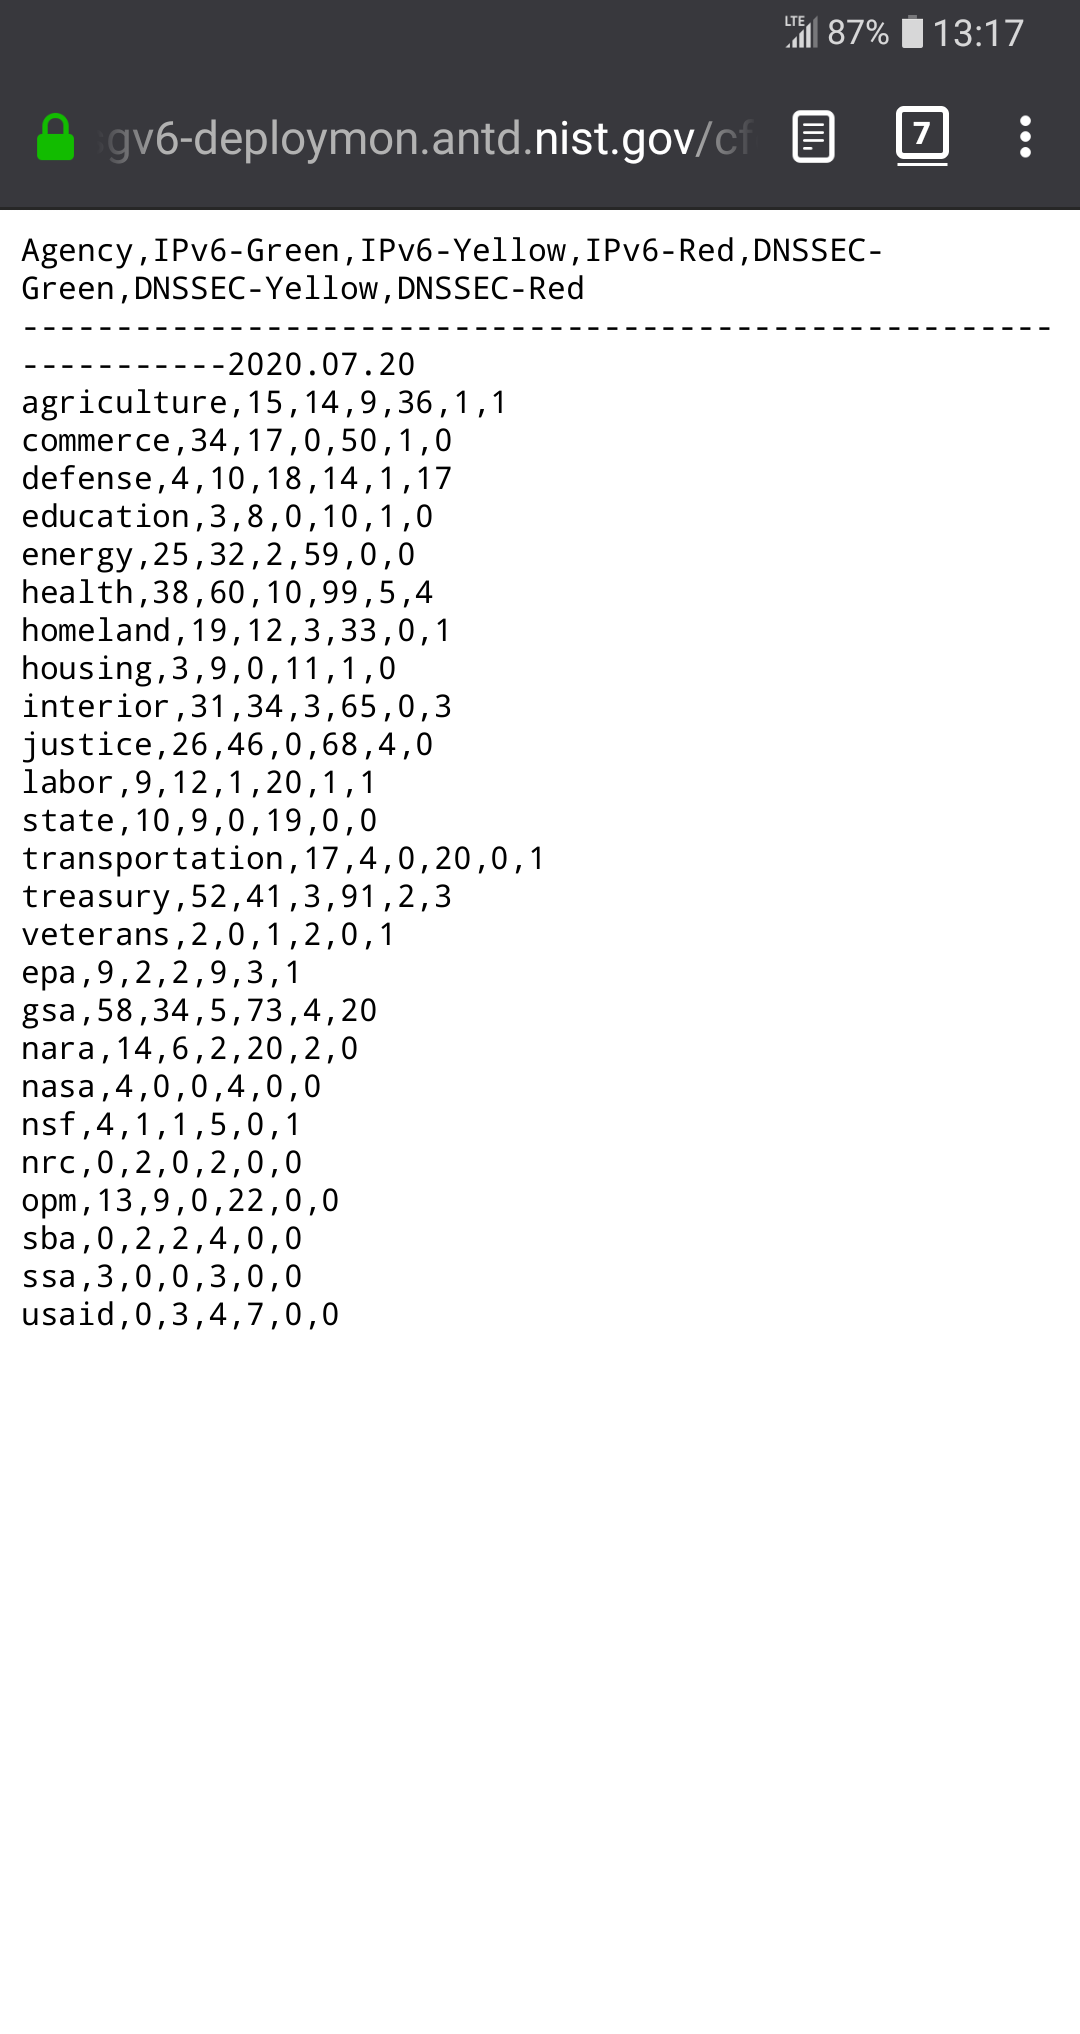 LTE 87% 13:17
gv6-deploymon.antd.nist.gov/cf 7
Agency,IPv6-Green,IPv6-Yellow,IPv6-Red,DNSSEC-
Green,DNSSEC-Yellow,DNSSEC-Red
-------------------------------------------------------
-----------2020.07.20
agriculture,15,14,9,36,1,1
commerce,34,17,0,50,1,0
defense,4,10,18,14,1,17
education,3,8,0,10,1,0
energy,25,32,2,59,0,0
health,38,60,10,99,5,4
homeland,19,12,3,33,0,1
housing,3,9,0,11,1,0
interior,31,34,3,65,0,3
justice,26,46,0,68,4,0
labor,9,12,1,20,1,1
state,10,9,0,19,0,0
transportation,17,4,0,20,0,1
treasury,52,41,3,91,2,3
veterans,2,0,1,2,0,1
epa,9,2,2,9,3,1
gsa,58,34,5,73,4,20
nara,14,6,2,20,2,0
nasa,4,0,0,4,0,0
nsf,4,1,1,5,0,1
nrc,0,2,0,2,0,0
opm,13,9,0,22,0,0
sba,0,2,2,4,0,0
ssa,3,0,0,3,0,0
usaid,0,3,4,7,0,0